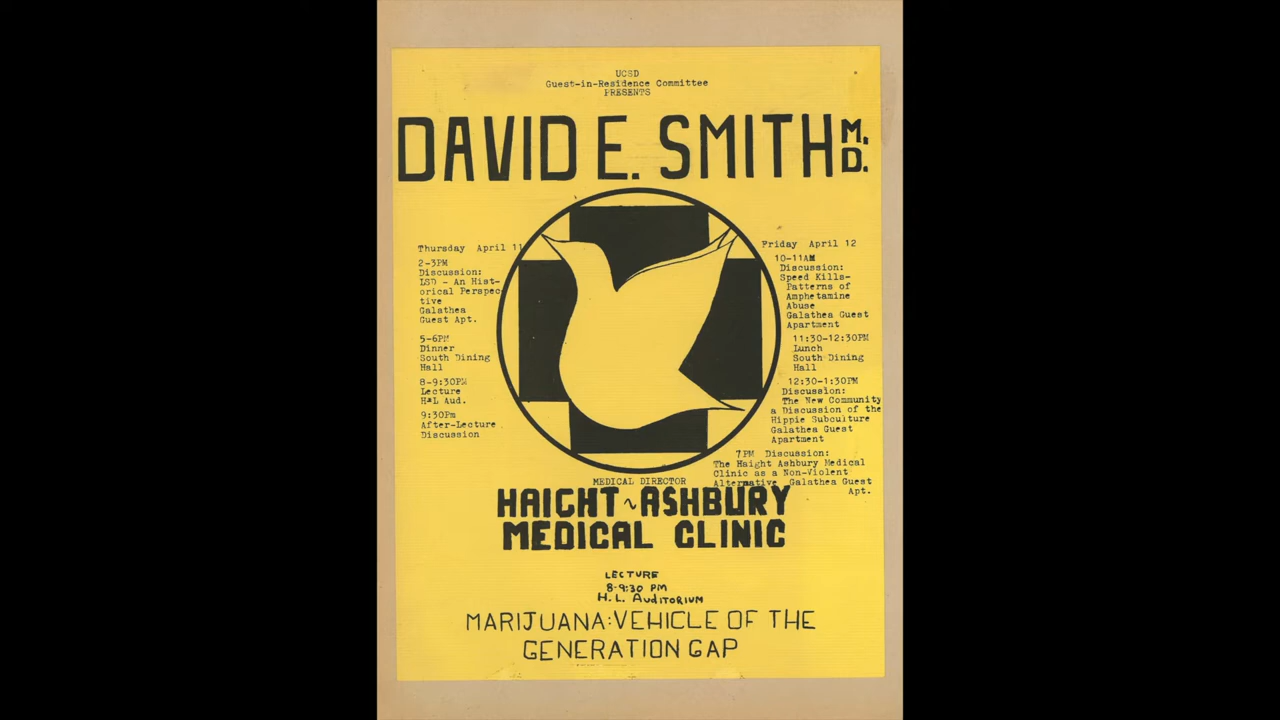 UCSD
Guest-in-Residence Committee
PRESENTS
DAVID E. SMITH M.D.
Thursday April 11
2-3PM
Discussion:
LSD - An Hist-
orical Perspec-
tive
Galathea
Guest Apt.
5-6PM
Dinner
South Dining
Hall
8-9:30PM
Lecture
H&L Aud.
9:30Pm
After-Lecture
Discussion
Friday April 12
10-11AM
Discussion:
Speed Kills-
Patterns of
Amphetamine
Abuse
Galathea Guest
Apartment
11:30-12:30PM
Lunch
South Dining
Hall
12:30-1:30PM
Discussion:
The New Community
a Discussion of the
Hippie Subculture
Galathea Guest
Apartment
7PM Discussion:
The Haight Ashbury Medical
Clinic as a Non-Violent
Alternative Galathea Guest
Apt.
MEDICAL DIRECTOR
HAIGHT~ASHBURY
MEDICAL CLINIC
LECTURE
8-9:30 PM
H.L. AUDITORIUM
MARIJUANA:VEHICLE OF THE
GENERATION GAP